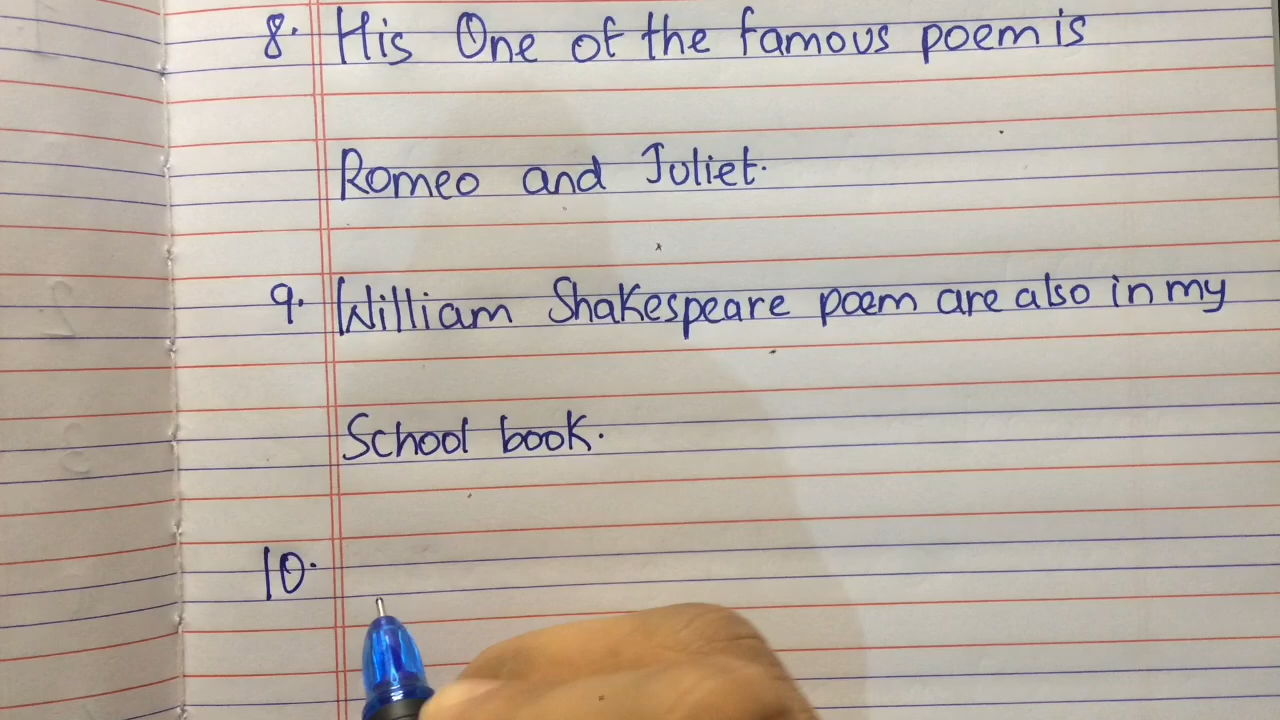 8. His One of the famous poem is
Romeo and Juliet.
9. William Shakespeare poem are also in my
School book.
10.